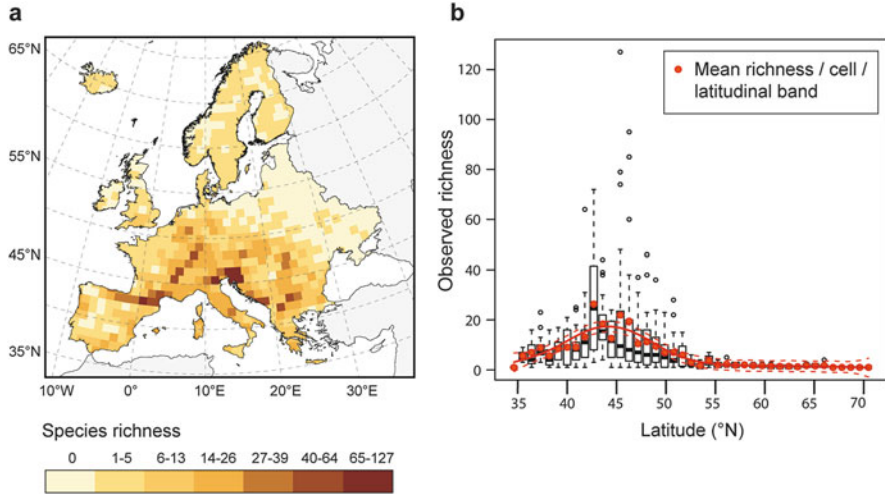 a
65°N
55°N
45°N
35°N
10°W 0° 10°E 20°E 30°E
Species richness
0 1-5 6-13 14-26 27-39 40-64 65-127
b
Observed richness
120
100
80
60
40
20
0
Mean richness / cell /
latitudinal band
35 40 45 50 55 60 65 70
Latitude (°N)